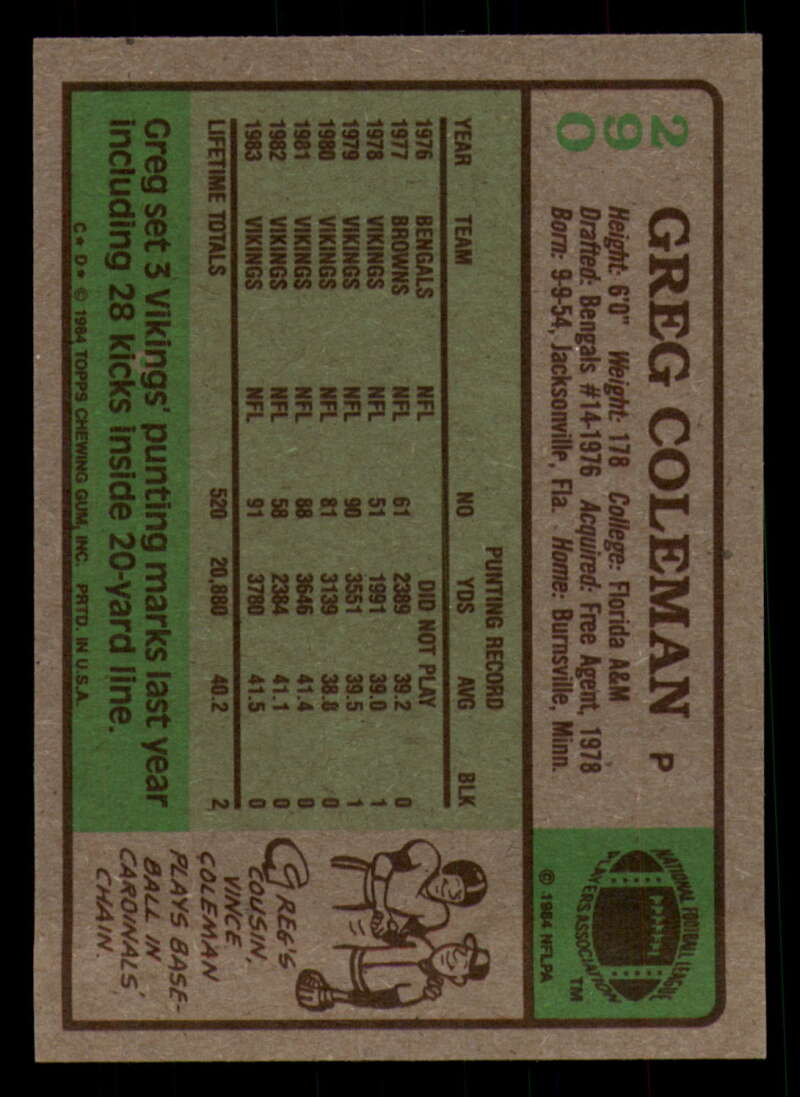 290
GREG COLEMAN P
Height: 6'0" Weight: 178 College: Florida A&M
Drafted: Bengals #14-1976 Acquired: Free Agent, 1978
Born: 9-9-54, Jacksonville, Fla. Home: Burnsville, Minn.
NATIONAL FOOTBALL LEAGUE
PLAYERS ASSOCIATION
TM
© 1984 NFLPA
PUNTING RECORD
YEAR TEAM NO YDS AVG BLK
1976 BENGALS NFL DID NOT PLAY
1977 BROWNS NFL 61 2389 39.2 0
1978 VIKINGS NFL 51 1991 39.0 1
1979 VIKINGS NFL 90 3551 39.5 1
1980 VIKINGS NFL 81 3139 38.8 0
1981 VIKINGS NFL 88 3646 41.4 0
1982 VIKINGS NFL 58 2384 41.1 0
1983 VIKINGS NFL 91 3780 41.5 0
LIFETIME TOTALS 520 20,880 40.2 2
GREG'S
COUSIN,
VINCE
COLEMAN
PLAYS BASE-
BALL IN
CARDINALS'
CHAIN.
Greg set 3 Vikings' punting marks last year
including 28 kicks inside 20-yard line.
C* D* © 1984 TOPPS CHEWING GUM, INC. PRTD. IN U.S.A.